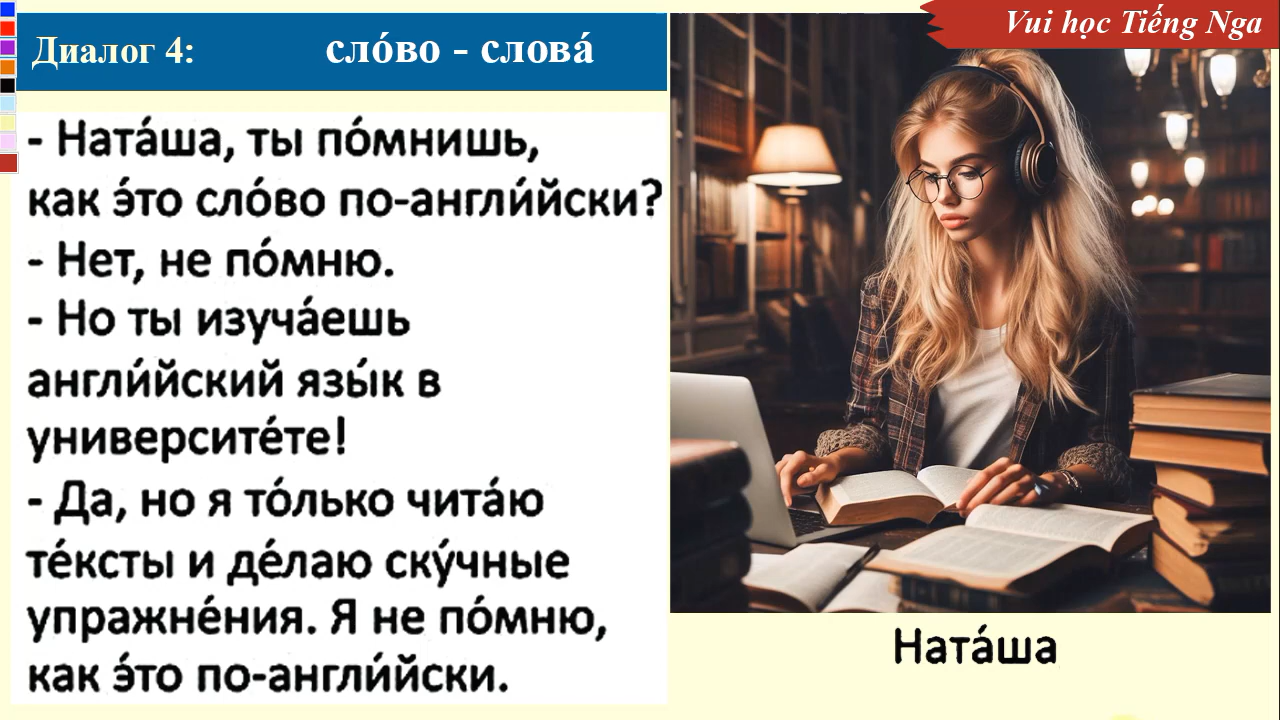 Диалог 4:
сло́во - слова́
Vui học Tiếng Nga
- Ната́ша, ты по́мнишь,
как э́то сло́во по-англи́йски?
- Нет, не по́мню.
- Но ты изуча́ешь
англи́йский язы́к в
университе́те!
- Да, но я то́лько чита́ю
те́ксты и де́лаю ску́чные
упражне́ния. Я не по́мню,
как э́то по-англи́йски.
Ната́ша